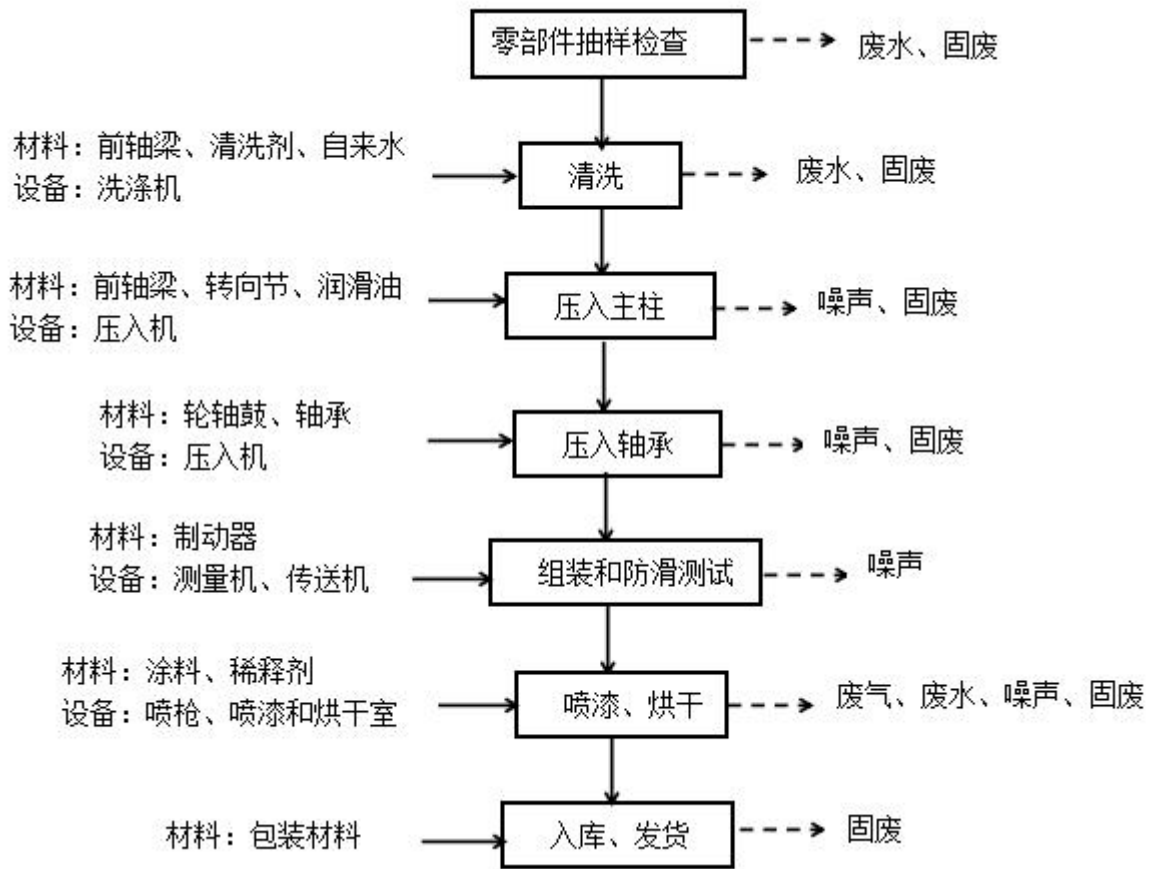 零部件抽样检查
废水、固废
材料：前轴梁、清洗剂、自来水
设备：洗涤机
清洗
废水、固废
材料：前轴梁、转向节、润滑油
设备：压入机
压入主柱
噪声、固废
材料：轮轴鼓、轴承
设备：压入机
压入轴承
噪声、固废
材料：制动器
设备：测量机、传送机
组装和防滑测试
噪声
材料：涂料、稀释剂
设备：喷枪、喷漆和烘干室
喷漆、烘干
废气、废水、噪声、固废
材料：包装材料
入库、发货
固废